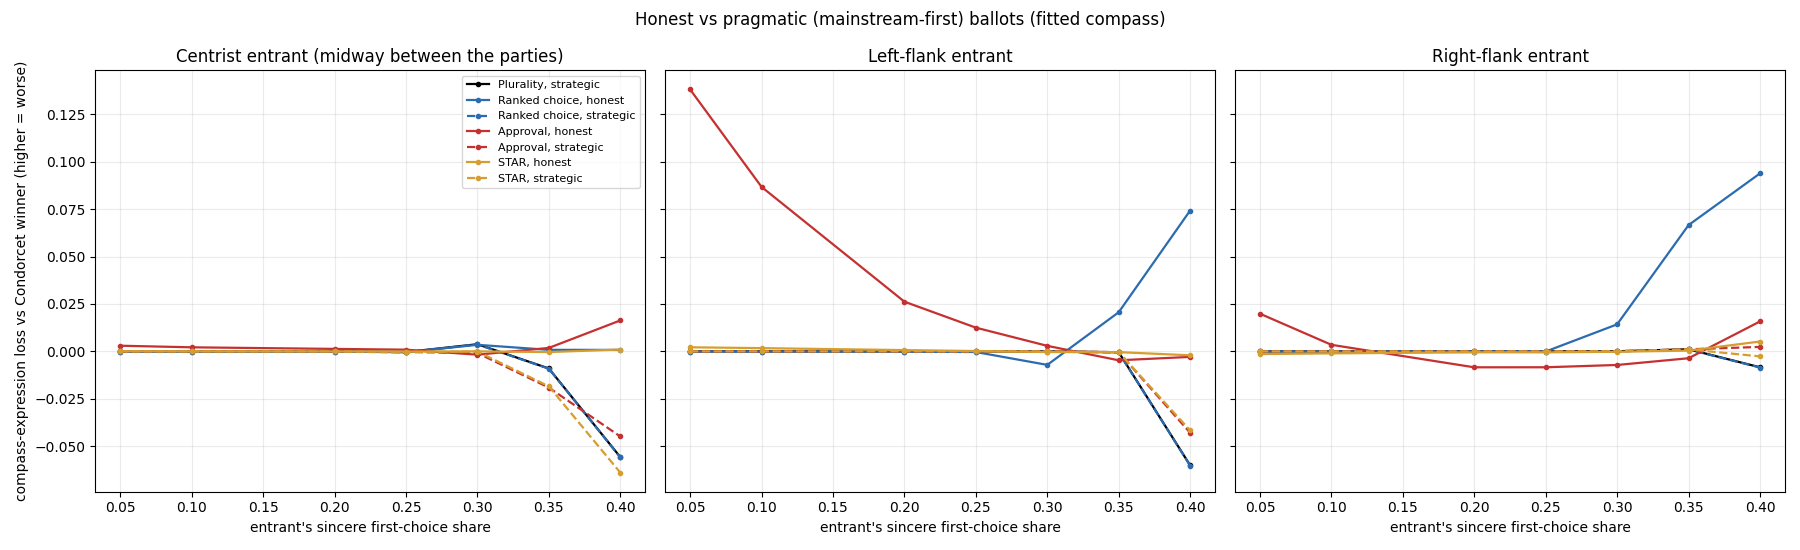 Honest vs pragmatic (mainstream-first) ballots (fitted compass)
Centrist entrant (midway between the parties)
Left-flank entrant
Right-flank entrant
compass-expression loss vs Condorcet winner (higher = worse)
0.125
0.100
0.075
0.050
0.025
0.000
−0.025
−0.050
Plurality, strategic
Ranked choice, honest
Ranked choice, strategic
Approval, honest
Approval, strategic
STAR, honest
STAR, strategic
0.05 0.10 0.15 0.20 0.25 0.30 0.35 0.40
entrant's sincere first-choice share
0.05 0.10 0.15 0.20 0.25 0.30 0.35 0.40
entrant's sincere first-choice share
0.05 0.10 0.15 0.20 0.25 0.30 0.35 0.40
entrant's sincere first-choice share